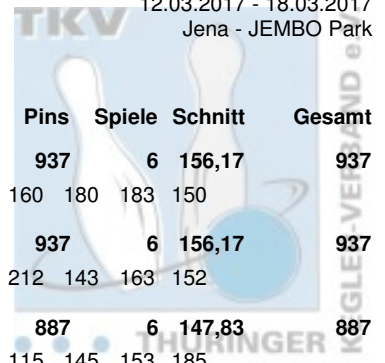 12.03.2017 - 18.03.2017
TKV
Jena - JEMBO Park
Pins Spiele Schnitt Gesamt
937 6 156,17 937
160 180 183 150
937 6 156,17 937
212 143 163 152
887 6 147,83 887
THÜRINGER KEGLER-VERBAND e.V.
115 145 153 185